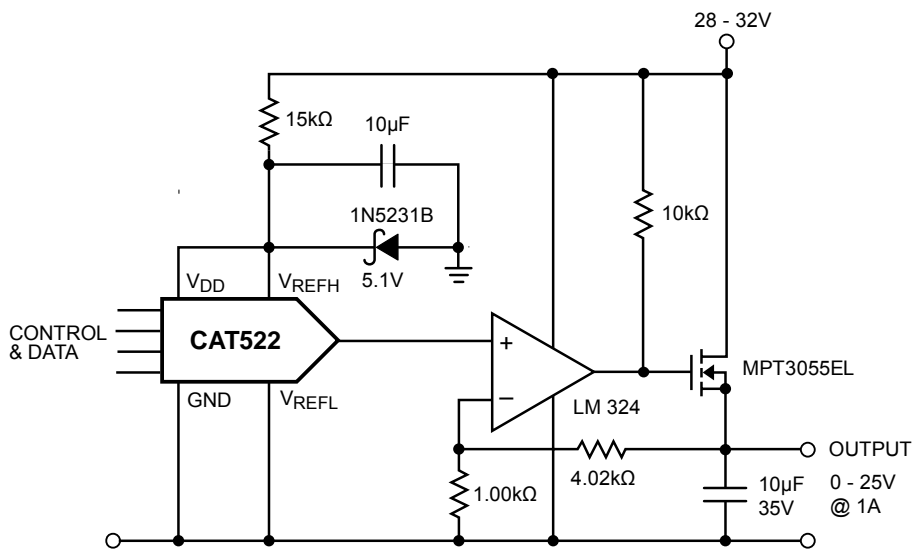 28 - 32V
15kΩ
10µF
10kΩ
1N5231B
5.1V
VDD
VREFH
CONTROL
& DATA
CAT522
GND
VREFL
+
–
LM 324
MPT3055EL
4.02kΩ
1.00kΩ
OUTPUT
10µF
35V
0 - 25V
@ 1A